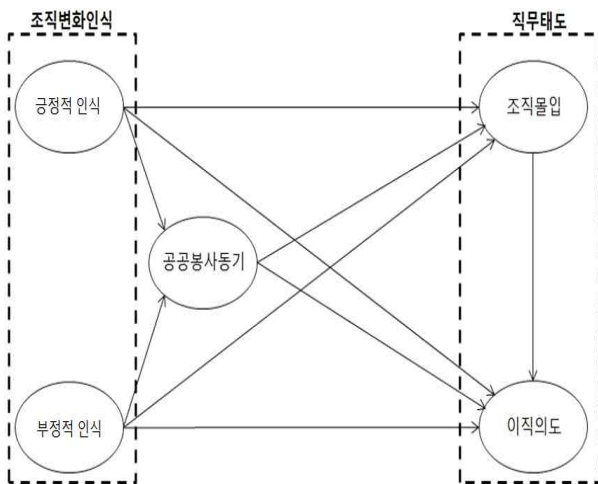 조직변화인식
직무태도
긍정적 인식
조직몰입
공공봉사동기
부정적 인식
이직의도